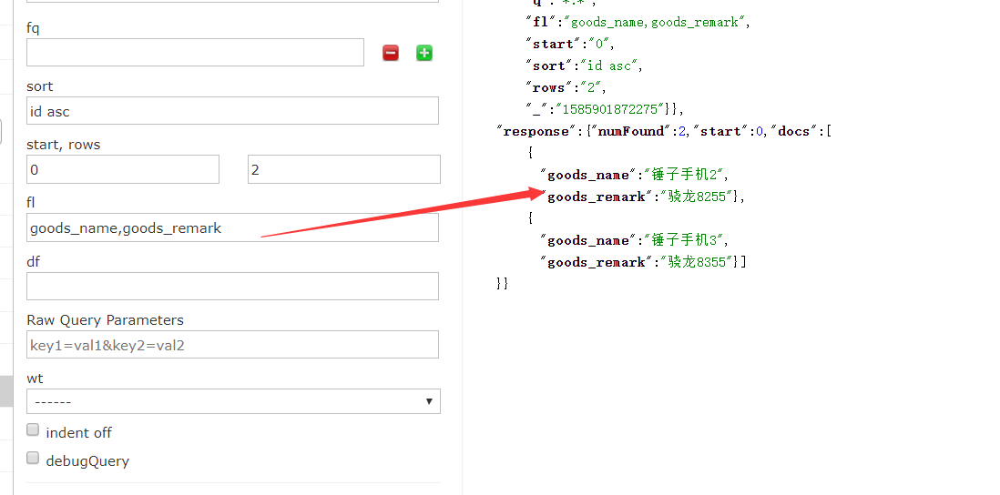 fq
sort
id asc
start, rows
0
2
fl
goods_name,goods_remark
df
Raw Query Parameters
key1=val1&key2=val2
wt
------
indent off
debugQuery
"q":"*:*",
"fl":"goods_name,goods_remark",
"start":"0",
"sort":"id asc",
"rows":"2",
"_":"1585901872275"}},
"response":{"numFound":2,"start":0,"docs":[
{
"goods_name":"锤子手机2",
"goods_remark":"骁龙8255"},
{
"goods_name":"锤子手机3",
"goods_remark":"骁龙8355"}]
}}